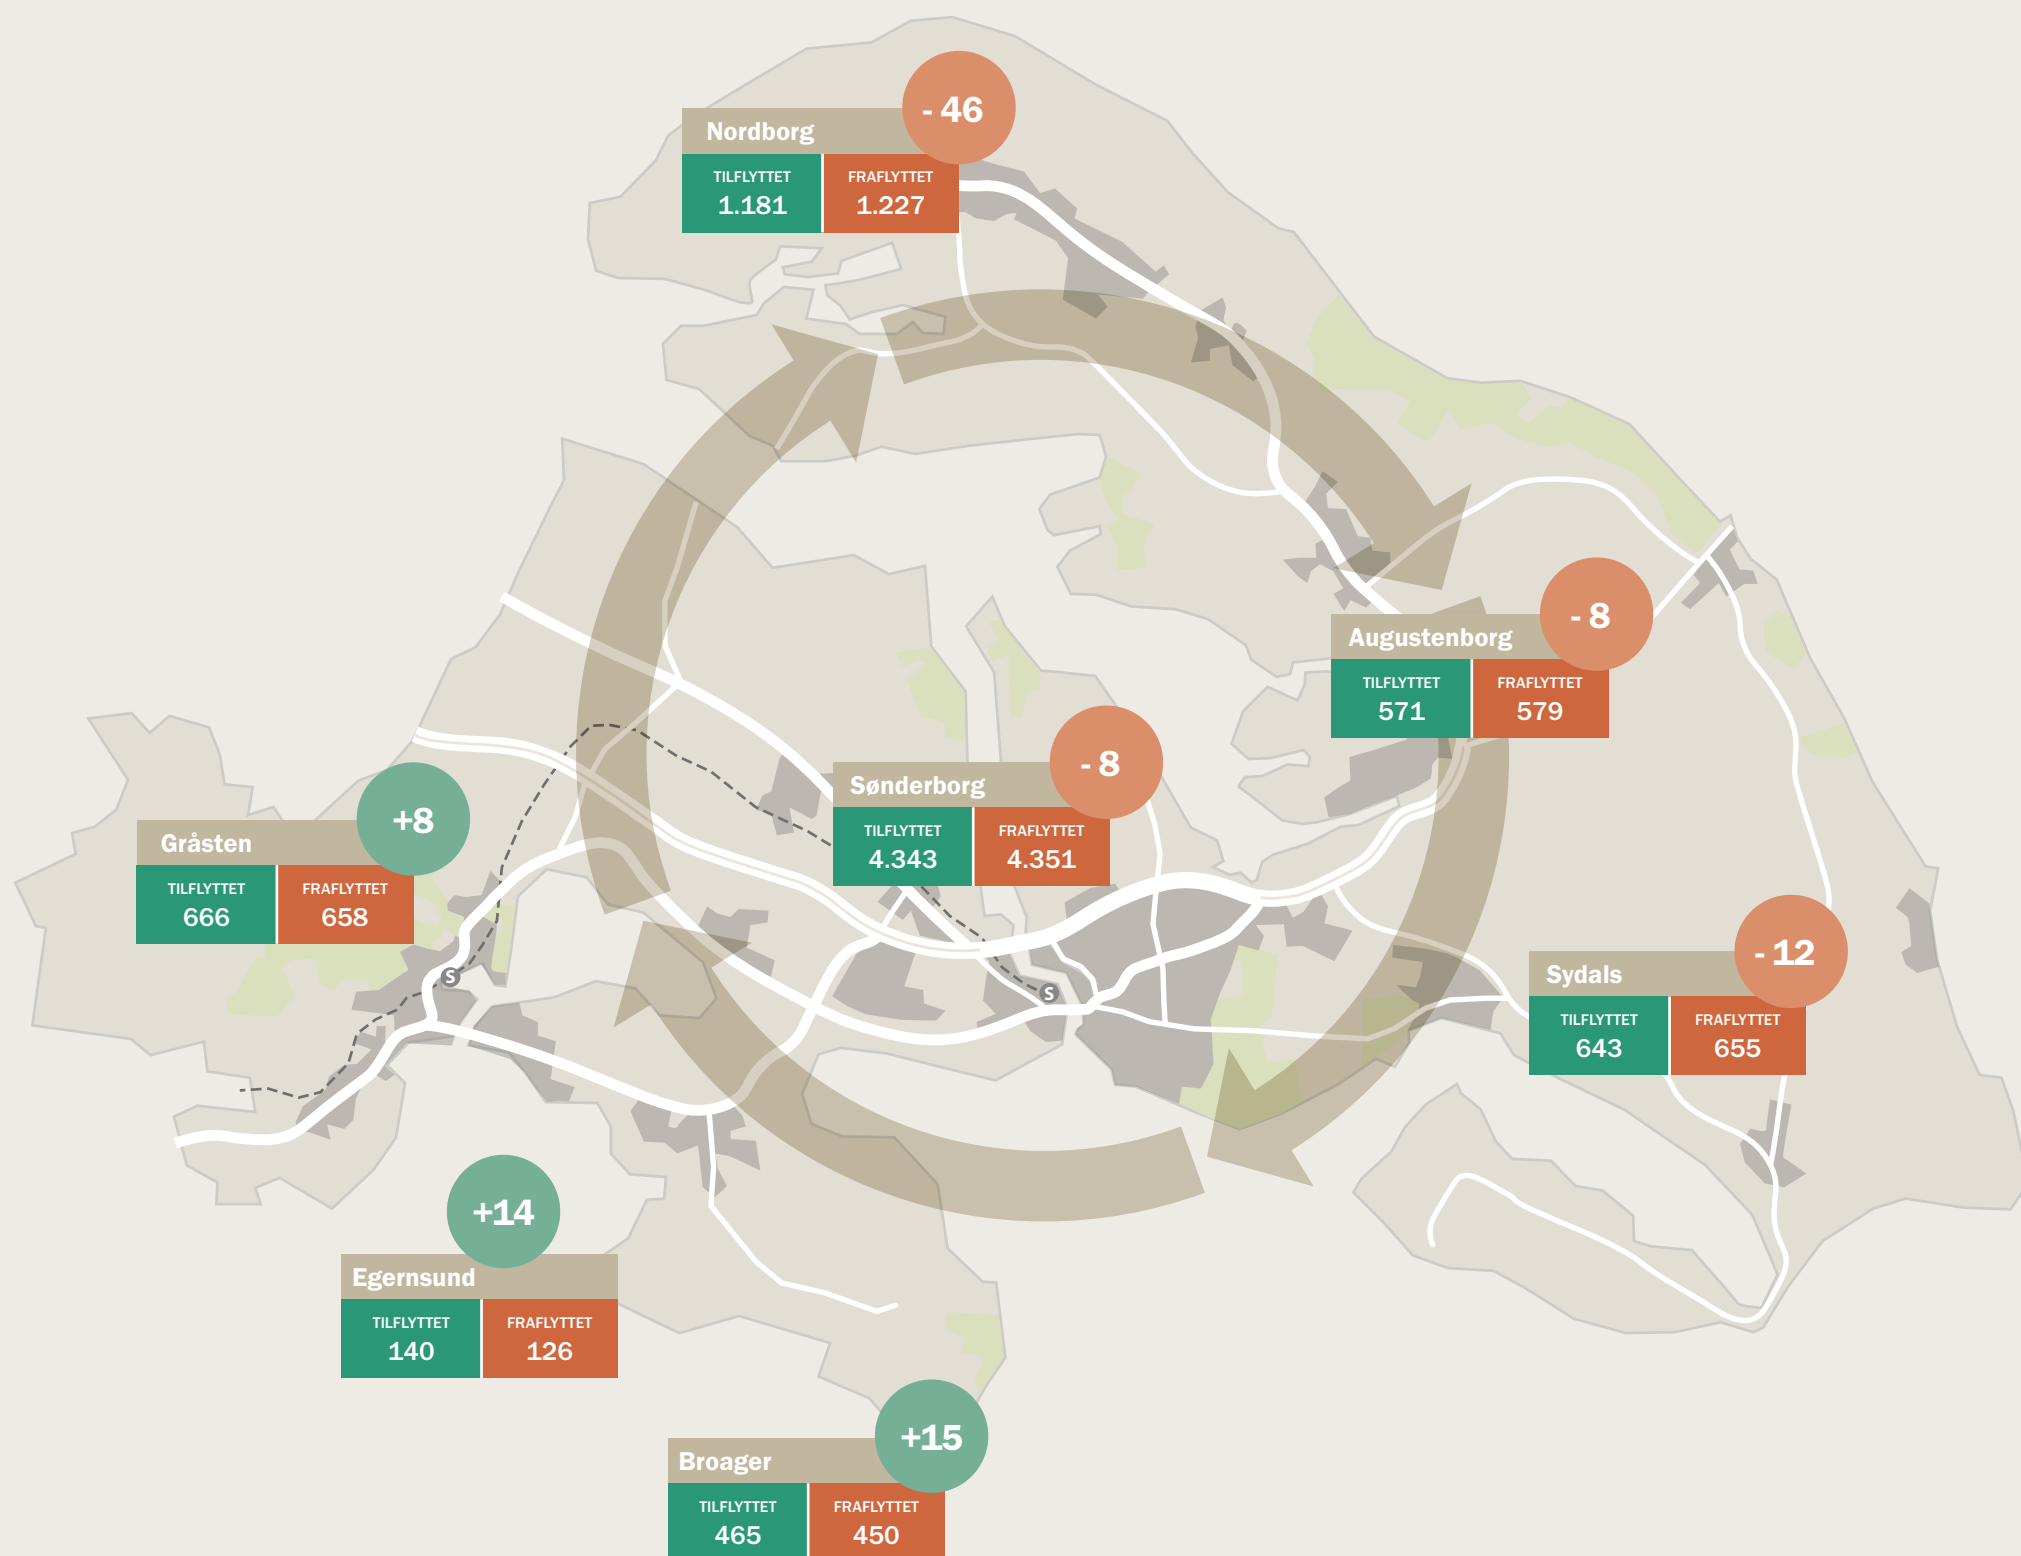 - 46
Nordborg
TILFLYTTET FRAFLYTTET
1.181 1.227
- 8
Augustenborg
TILFLYTTET FRAFLYTTET
571 579
- 8
Sønderborg
TILFLYTTET FRAFLYTTET
4.343 4.351
+8
Gråsten
TILFLYTTET FRAFLYTTET
666 658
- 12
Sydals
TILFLYTTET FRAFLYTTET
643 655
S
S
+14
Egernsund
TILFLYTTET FRAFLYTTET
140 126
+15
Broager
TILFLYTTET FRAFLYTTET
465 450